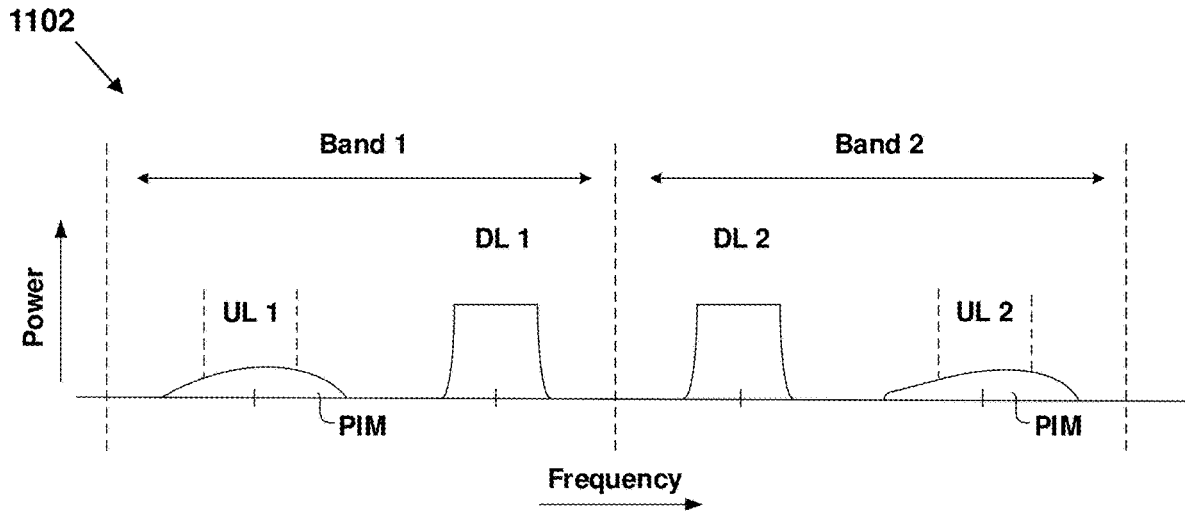 1102
Band 1
Band 2
DL 1
DL 2
Power
UL 1
UL 2
PIM
PIM
Frequency